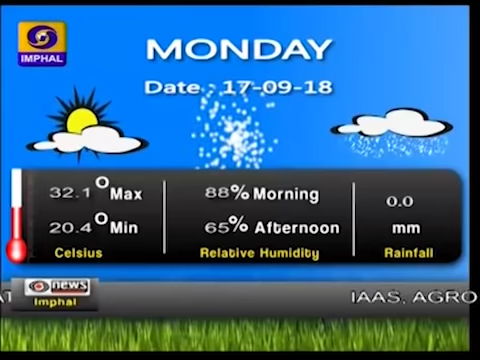 IMPHAL
MONDAY
Date : 17-09-18
32.1° Max
20.4° Min
Celsius
88% Morning
65% Afternoon
Relative Humidity
0.0
mm
Rainfall
news
Imphal
IAAS, AGRO